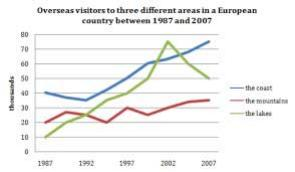 Overseas visitors to three different areas in a European
country between 1987 and 2007
80
70
60
50
40
30
20
10
0
thousands
1987
1992
1997
2002
2007
the coast
the mountains
the lakes